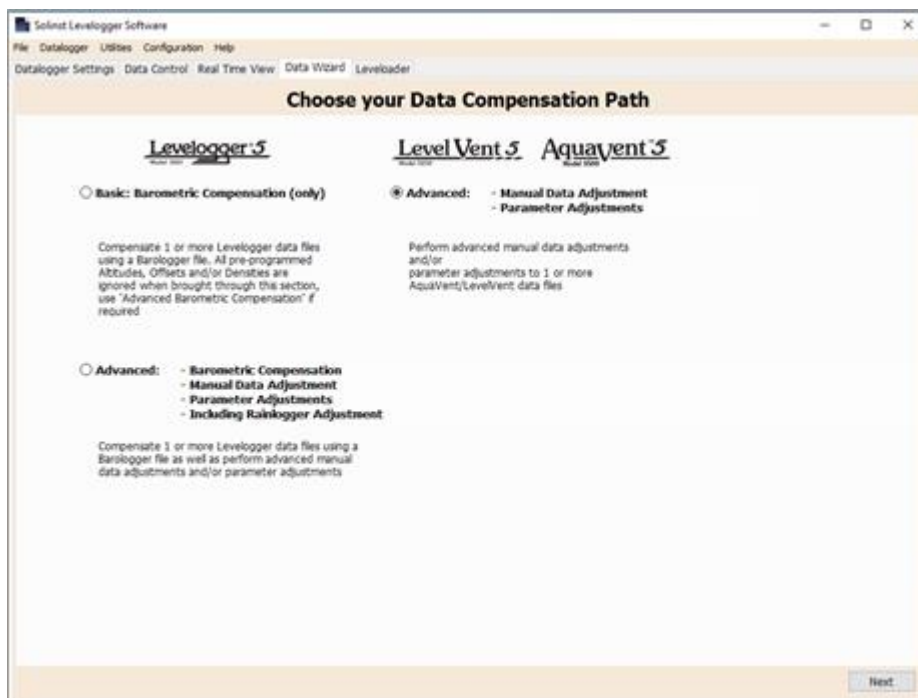 Solinst Levelogger Software
File Datalogger Utilities Configuration Help
Datalogger Settings Data Control Real Time View Data Wizard Leveloader
Choose your Data Compensation Path
Levelogger 5
LevelVent 5
Aquavent 5
Basic: Barometric Compensation (only)
Compensate 1 or more Levelogger data files
using a Barologger file. All pre-programmed
Altitudes, Offsets and/or Densities are
ignored when brought through this section,
use "Advanced Barometric Compensation" if
required
Advanced: - Manual Data Adjustment
- Parameter Adjustments
Perform advanced manual data adjustments
and/or
parameter adjustments to 1 or more
AquaVent/LevelVent data files
Advanced: - Barometric Compensation
- Manual Data Adjustment
- Parameter Adjustments
- Including Rainlogger Adjustment
Compensate 1 or more Levelogger data files using a
Barologger file as well as perform advanced manual
data adjustments and/or parameter adjustments
Next